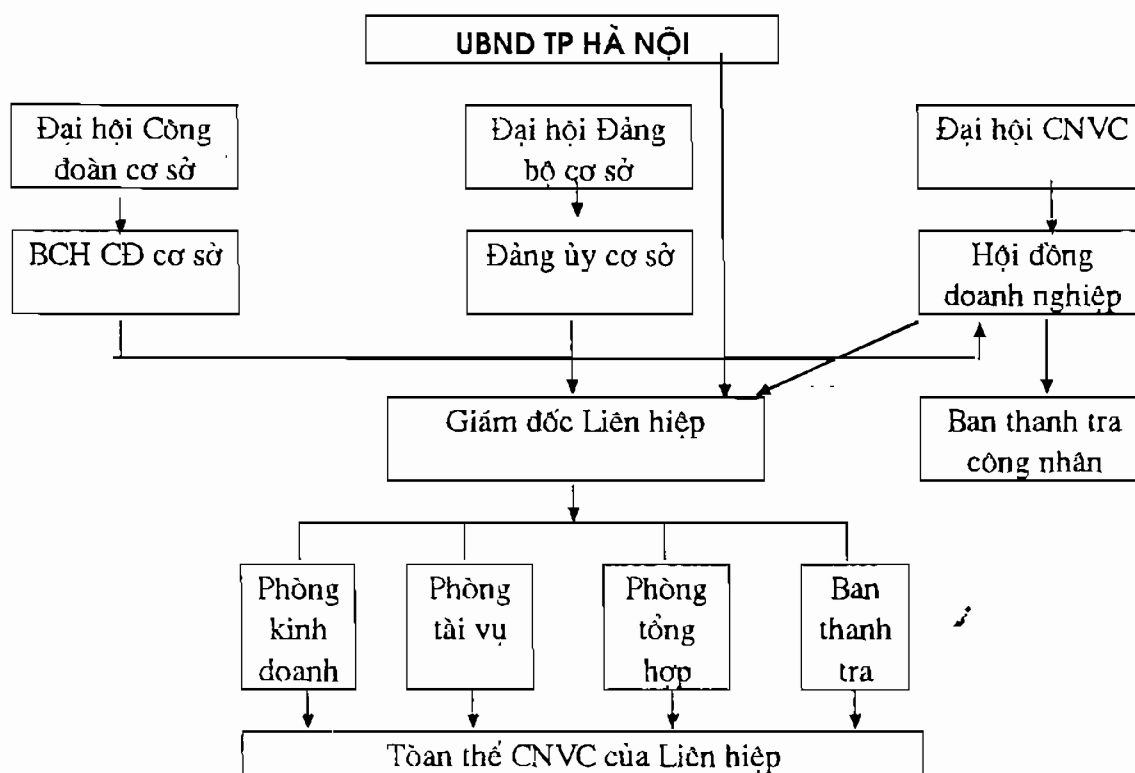 UBND TP HÀ NỘI
Đại hội Công
đoàn cơ sở
Đại hội Đảng
bộ cơ sở
Đại hội CNVC
BCH CĐ cơ sở
Đảng ủy cơ sở
Hội đồng
doanh nghiệp
Giám đốc Liên hiệp
Ban thanh tra
công nhân
Phòng
kinh
doanh
Phòng
tài vụ
Phòng
tổng
hợp
Ban
thanh
tra
Tòan thể CNVC của Liên hiệp